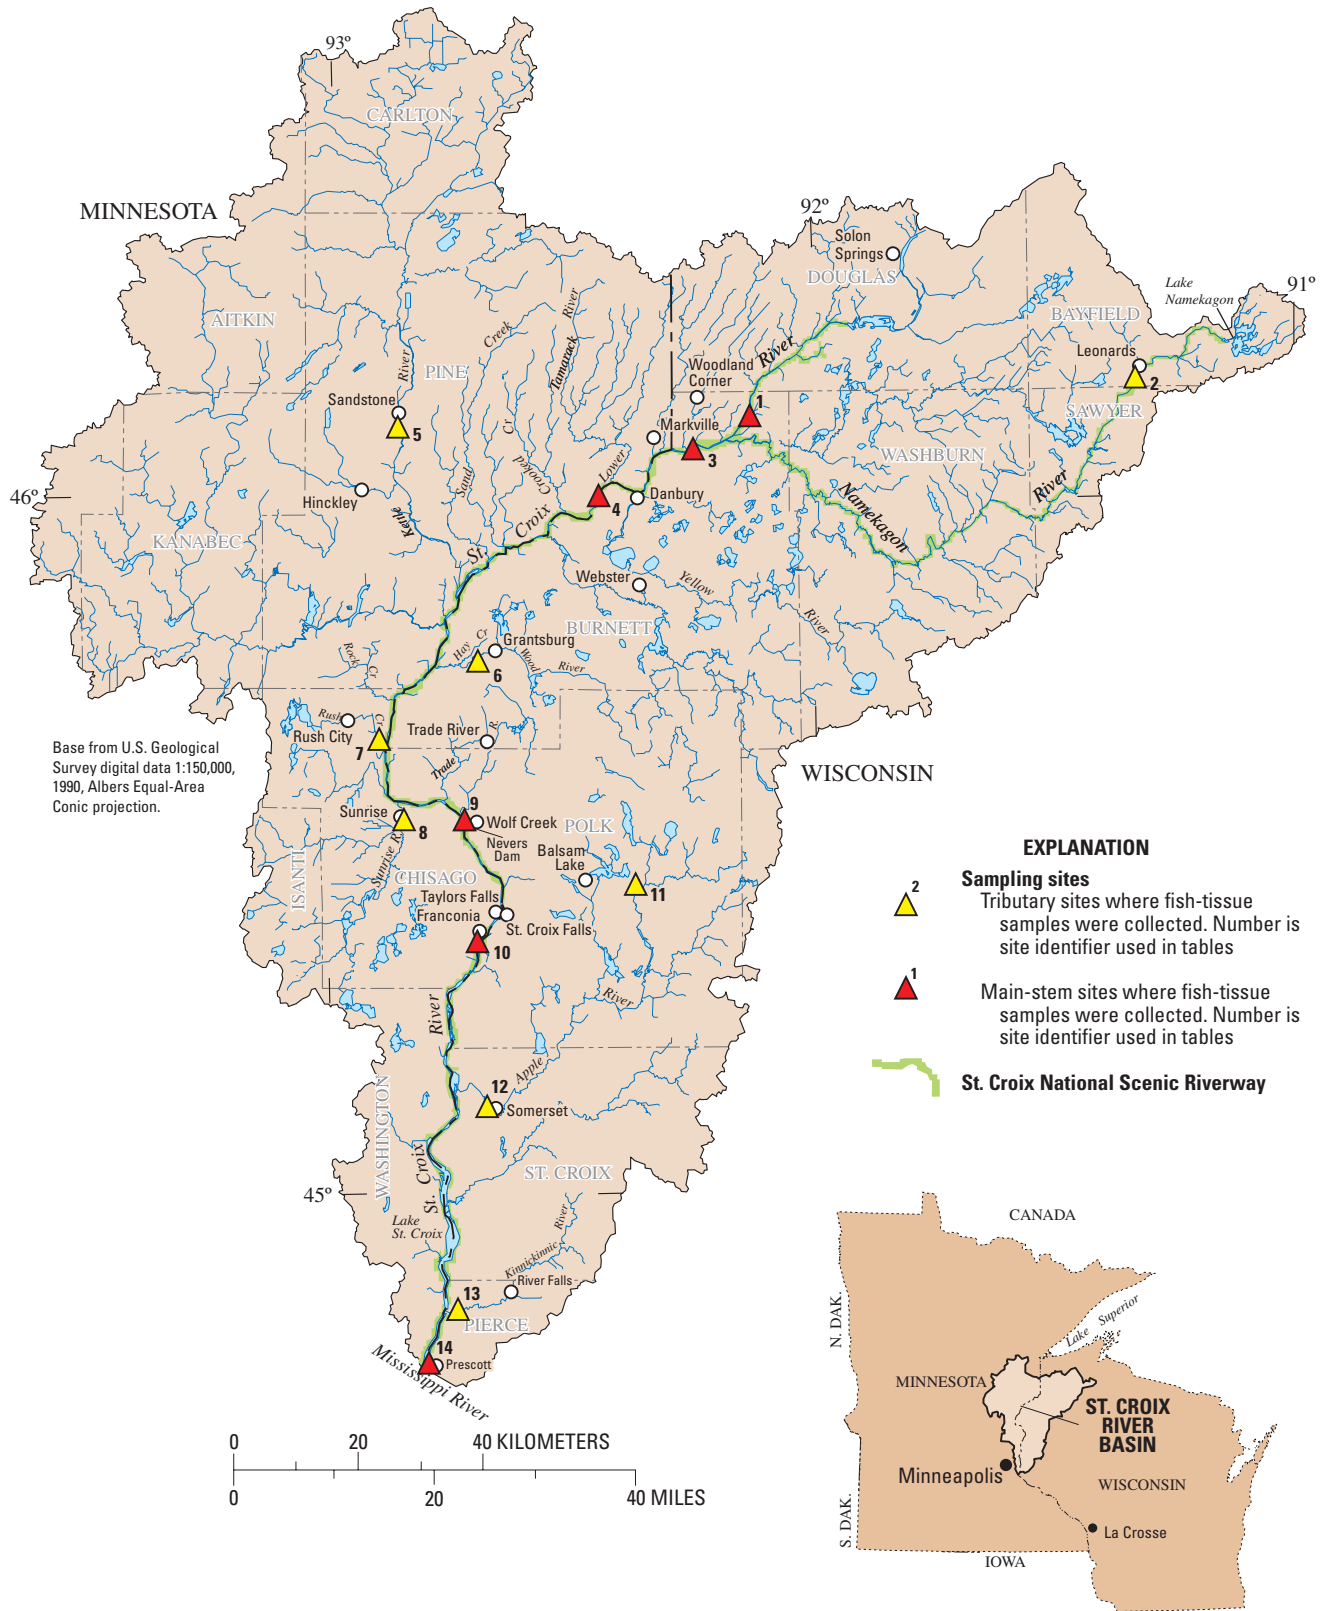 93°
CARLTON
MINNESOTA
92°
Solon
Springs
DOUGLAS
Lake
Namekagon
91°
AITKIN
BAYFIELD
Creek
River
River
Tamarack
River
PINE
Woodland
Corner
Leonards
2
Sandstone
5
1
SAWYER
Markville
3
WASHBURN
Cr
Crooked
Lower
Sand
46°
Hinckley
Kettle
4
Danbury
Namekagon
River
KANABEC
St. Croix
Webster
Yellow
River
BURNETT
Hay Cr
Grantsburg
Wood
River
6
Rock
Cr
Rush
Cr
Rush City
7
Trade River
Trade
R.
Base from U.S. Geological
Survey digital data 1:150,000,
1990, Albers Equal-Area
Conic projection.
WISCONSIN
Sunrise
8
9
Wolf Creek
Nevers
Dam
POLK
Balsam
Lake
11
Sunrise R.
ISANTI
CHISAGO
Taylors Falls
Franconia
St. Croix Falls
10
River
River
Apple
12
Somerset
WASHINGTON
St. Croix
ST. CROIX
45°
Lake
St. Croix
Kinnickinnic
River
River Falls
13
PIERCE
14
Prescott
Mississippi River
0 20 40 KILOMETERS
0 20 40 MILES
EXPLANATION
Sampling sites
2
Tributary sites where fish-tissue
samples were collected. Number is
site identifier used in tables
1
Main-stem sites where fish-tissue
samples were collected. Number is
site identifier used in tables
St. Croix National Scenic Riverway
CANADA
N. DAK.
Lake Superior
MINNESOTA
ST. CROIX
RIVER
BASIN
Minneapolis
WISCONSIN
S. DAK.
La Crosse
IOWA